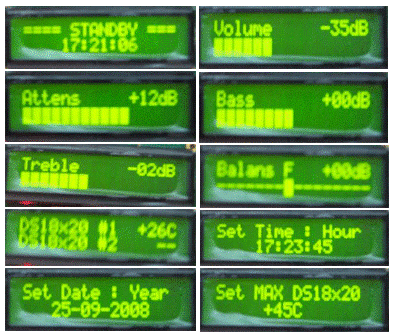 ==== STANDBY ===
17:21:06
Volume -35dB
Attens +12dB
Bass +00dB
Treble -02dB
Balans F +00dB
DS18x20 #1 +26C
DS18x20 #2 --
Set Time : Hour
17:23:45
Set Date : Year
25-09-2008
Set MAX DS18x20
+45C